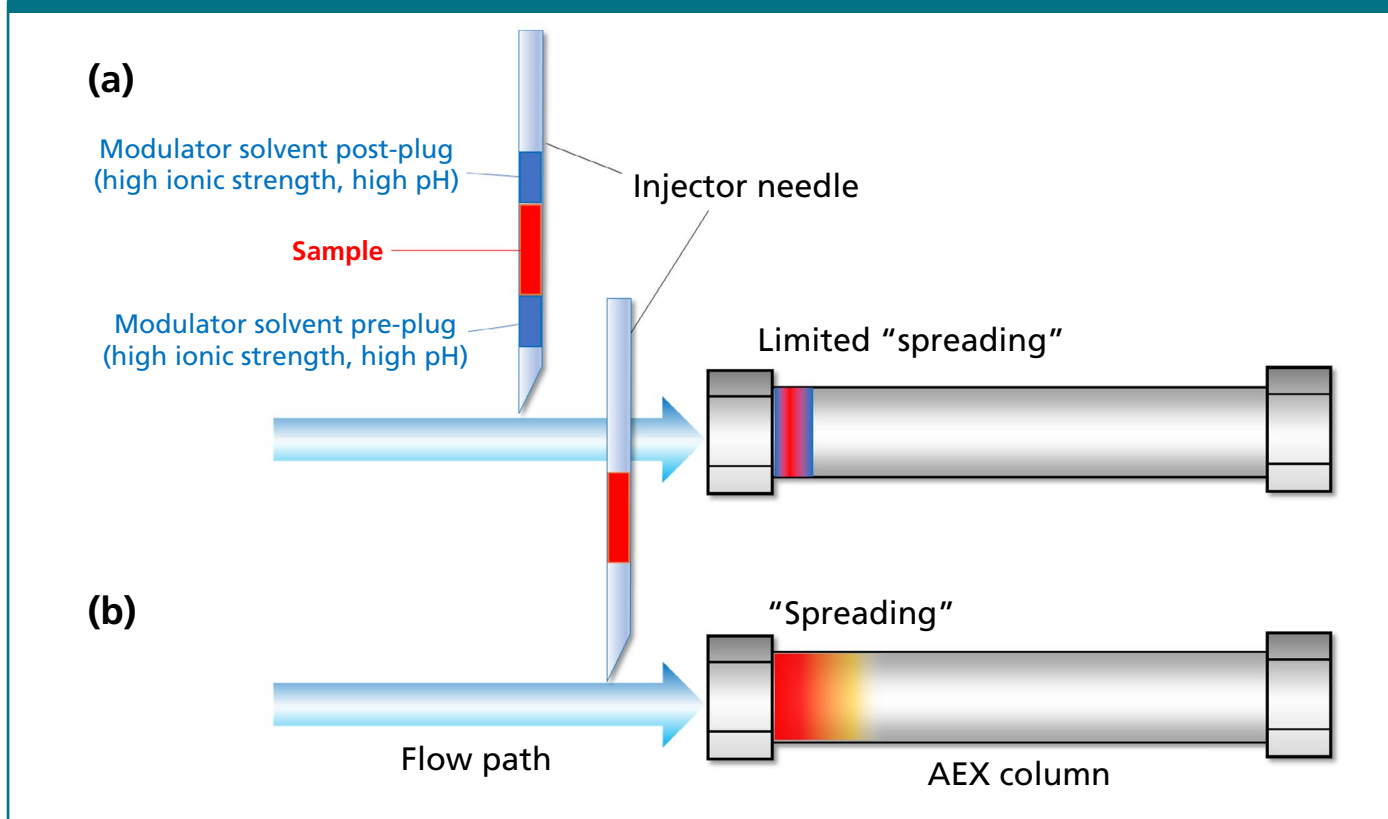 (a)
Modulator solvent post-plug
(high ionic strength, high pH)
Injector needle
Sample
Modulator solvent pre-plug
(high ionic strength, high pH)
Limited “spreading”
(b)
“Spreading”
Flow path
AEX column